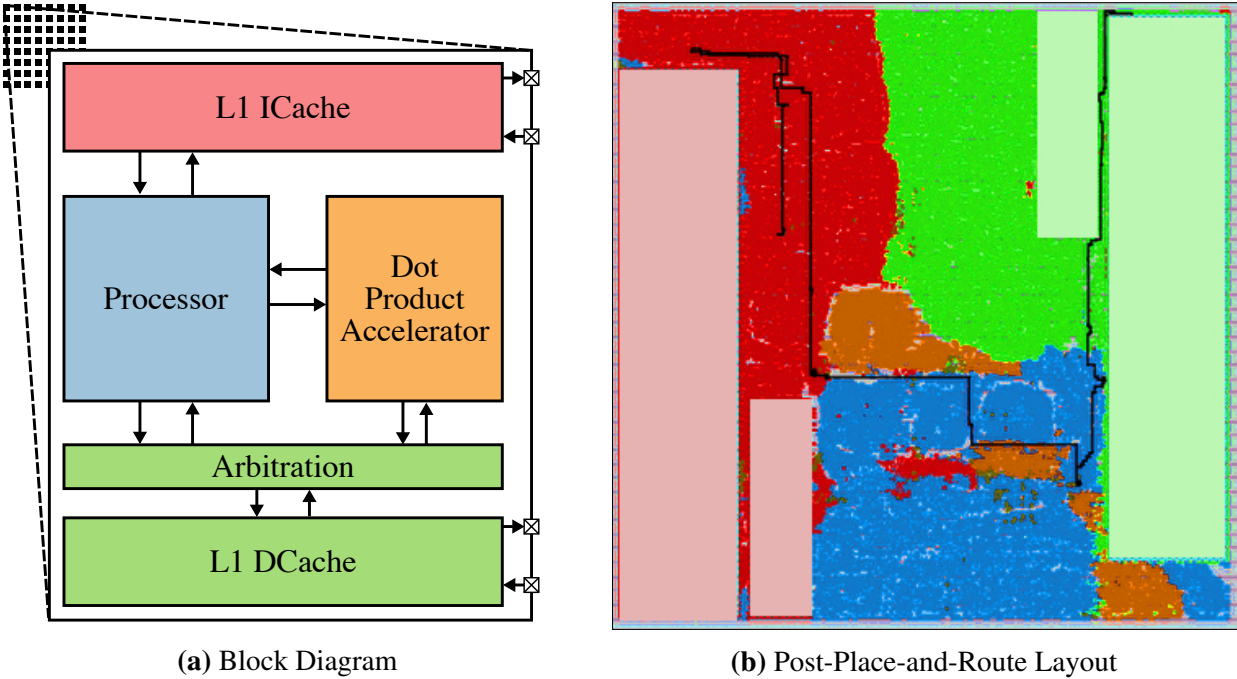 L1 ICache
Processor
Dot
Product
Accelerator
Arbitration
L1 DCache
(a) Block Diagram
(b) Post-Place-and-Route Layout